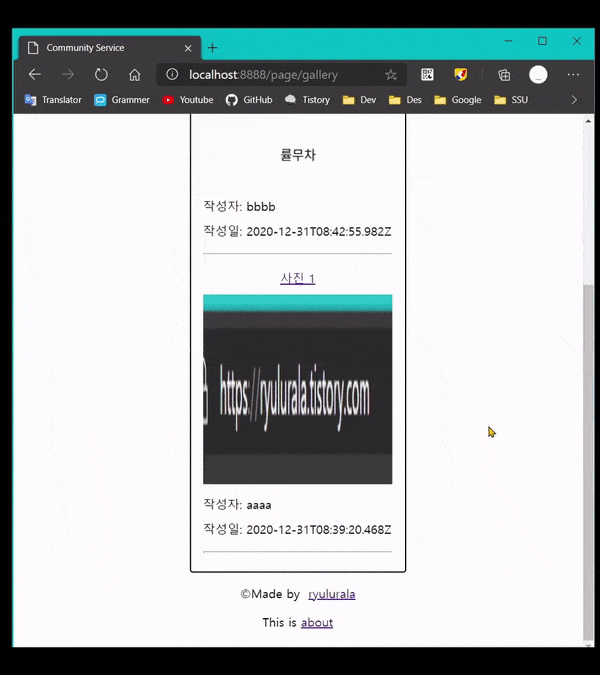 Community Service
localhost:8888/page/gallery
Translator Grammer Youtube GitHub Tistory Dev Des Google SSU
률무차
작성자: bbbb
작성일: 2020-12-31T08:42:55.982Z
사진 1
https://ryulurala.tistory.com
작성자: aaaa
작성일: 2020-12-31T08:39:20.468Z
©Made by ryulurala
This is about